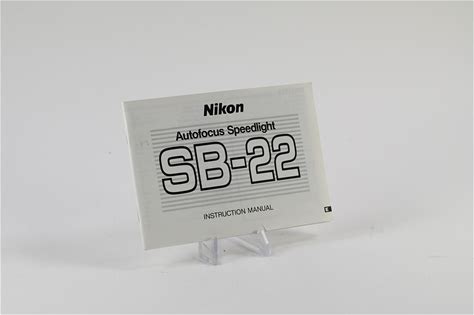 Nikon
Autofocus Speedlight
SB-22
INSTRUCTION MANUAL